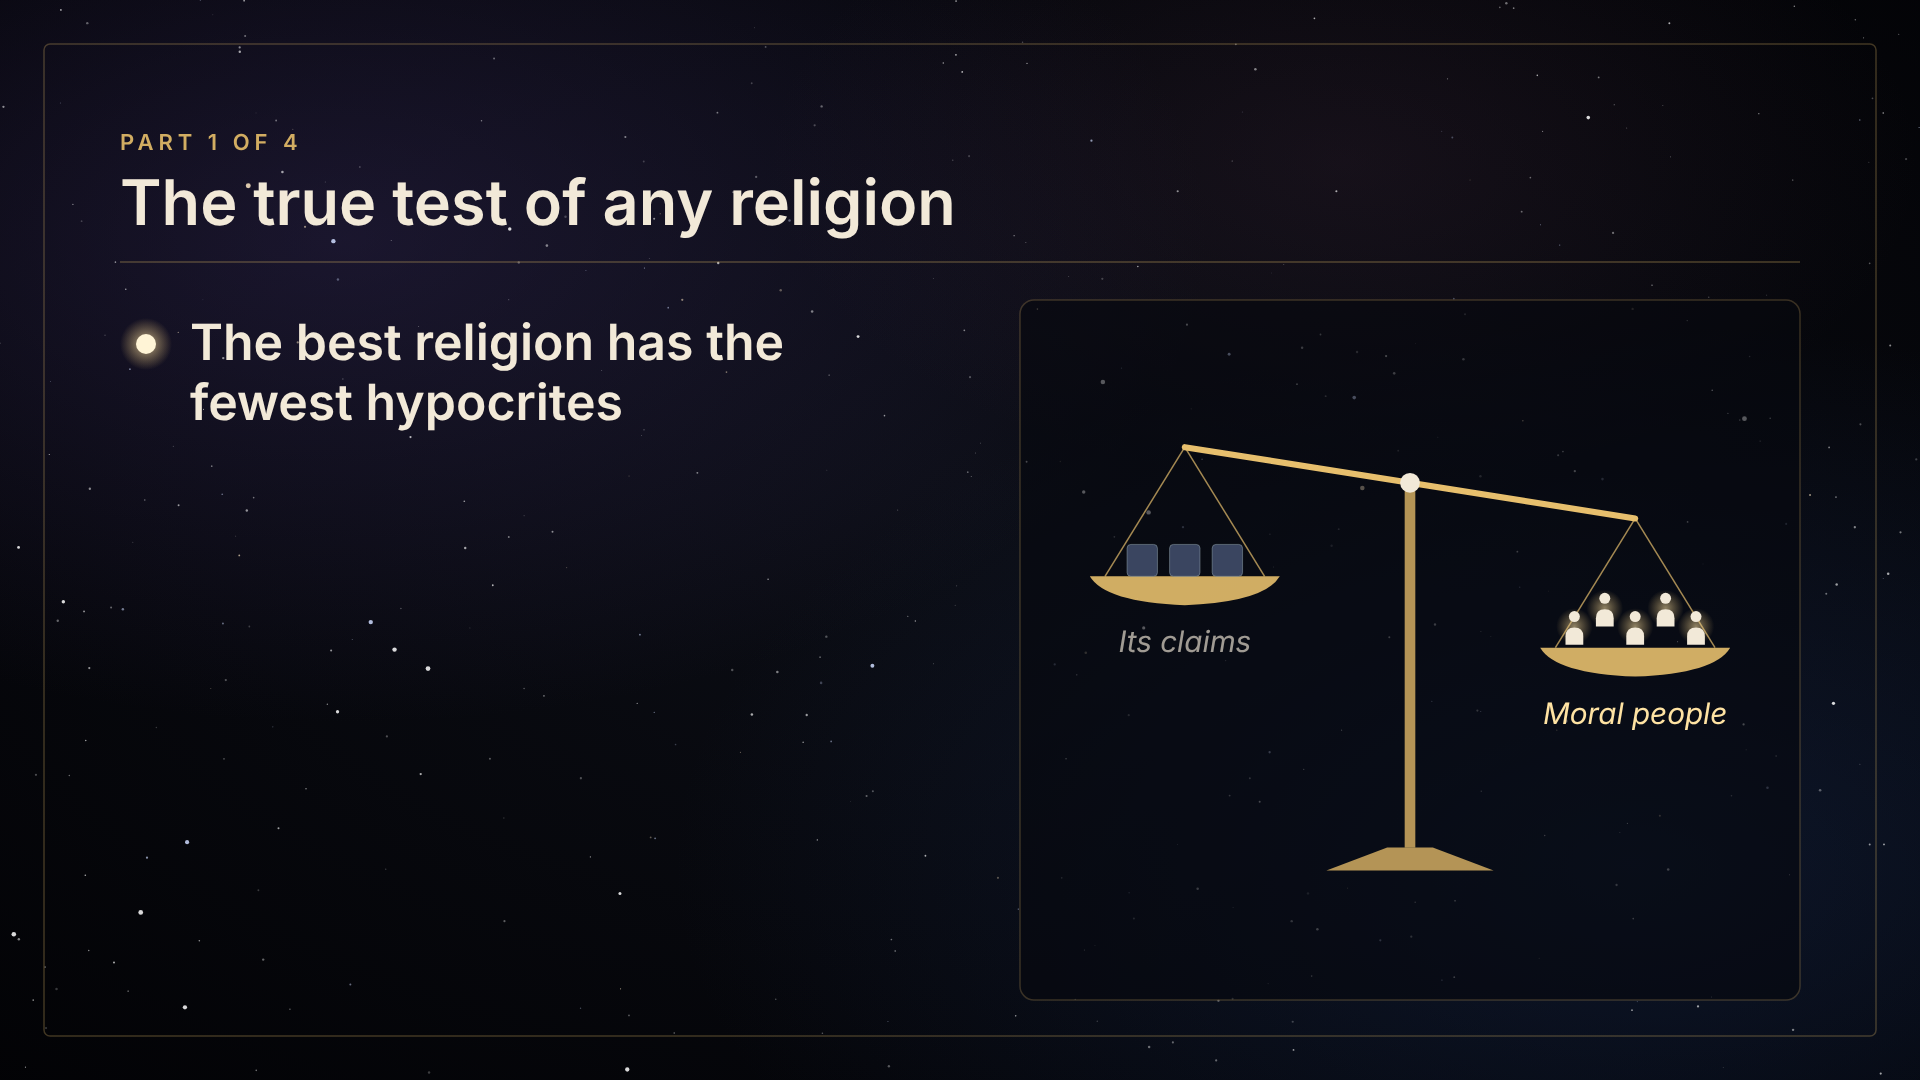 PART 1 OF 4
The true test of any religion
The best religion has the
fewest hypocrites
Its claims
Moral people